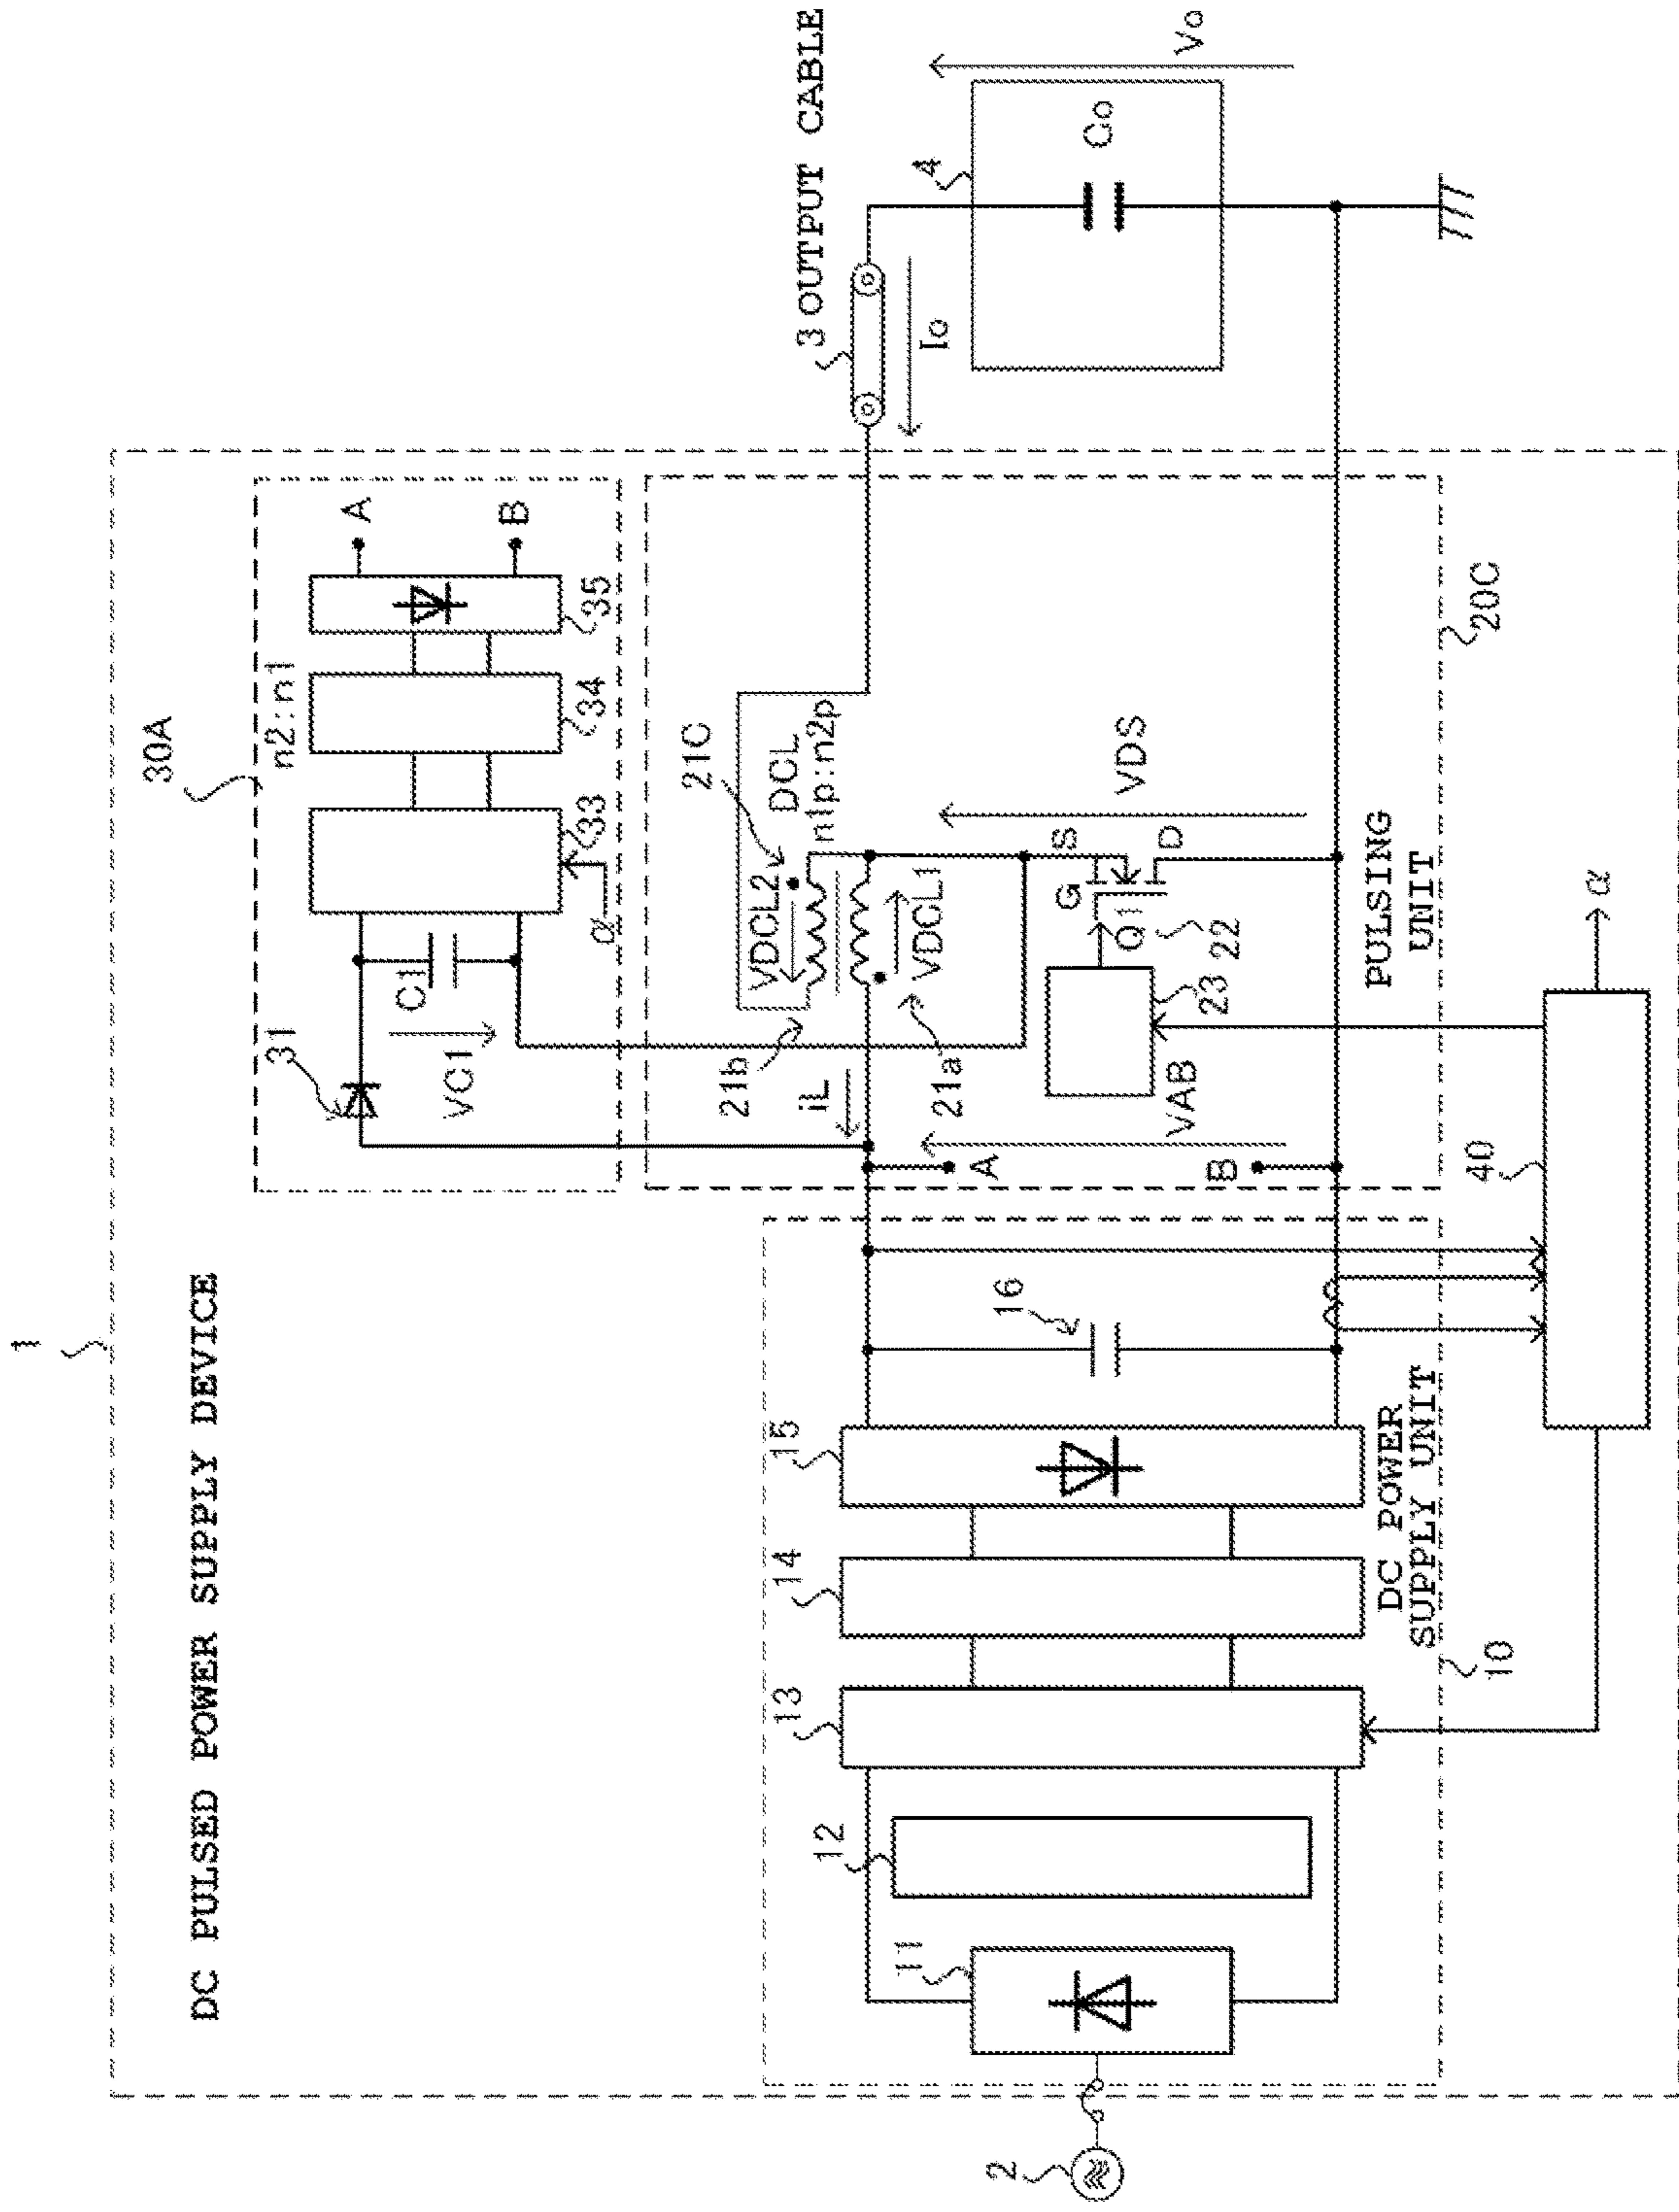 1
DC PULSED POWER SUPPLY DEVICE
30A
n2:n1
31
C1
VC1
33
34
35
A
B
α
21C
VDCL2
DCL
n1p:n2p
21b
iL
VDCL1
21a
3 OUTPUT CABLE
Io
4
Co
Vo
A
VAB
B
23
Q1
22
G
S
D
VDS
PULSING
UNIT
20C
2
11
12
13
14
15
16
DC POWER
SUPPLY UNIT
10
40
α